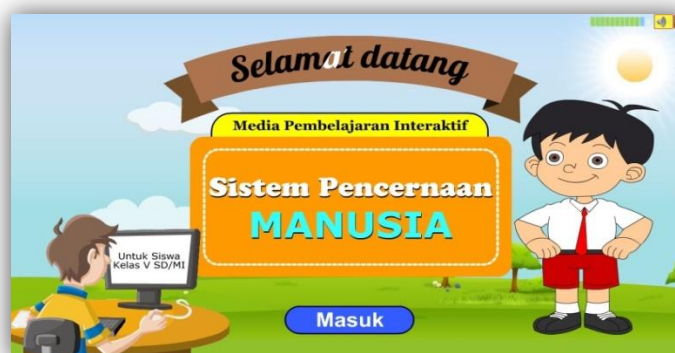 Selamat datang
Media Pembelajaran Interaktif
Sistem Pencernaan
MANUSIA
Untuk Siswa
Kelas V SD/MI
Masuk